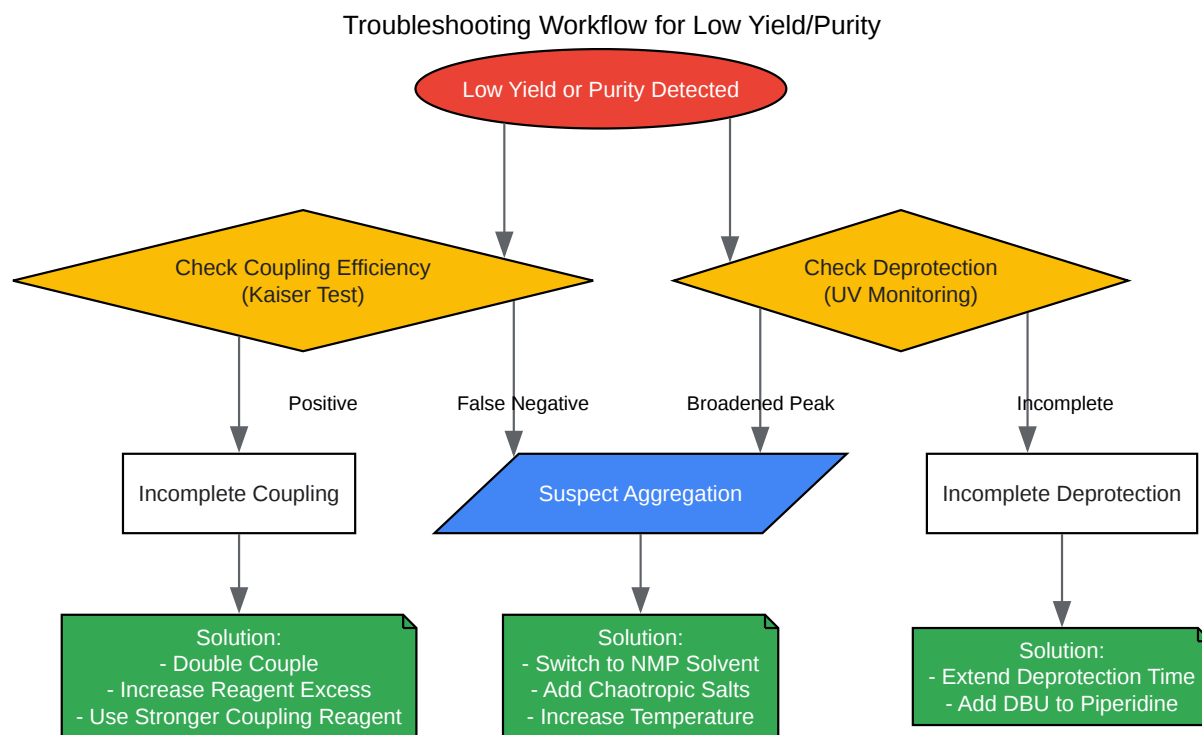 Troubleshooting Workflow for Low Yield/Purity
Low Yield or Purity Detected
Check Coupling Efficiency
(Kaiser Test)
Check Deprotection
(UV Monitoring)
Positive
False Negative
Broadened Peak
Incomplete
Incomplete Coupling
Suspect Aggregation
Incomplete Deprotection
Solution:
- Double Couple
- Increase Reagent Excess
- Use Stronger Coupling Reagent
Solution:
- Switch to NMP Solvent
- Add Chaotropic Salts
- Increase Temperature
Solution:
- Extend Deprotection Time
- Add DBU to Piperidine